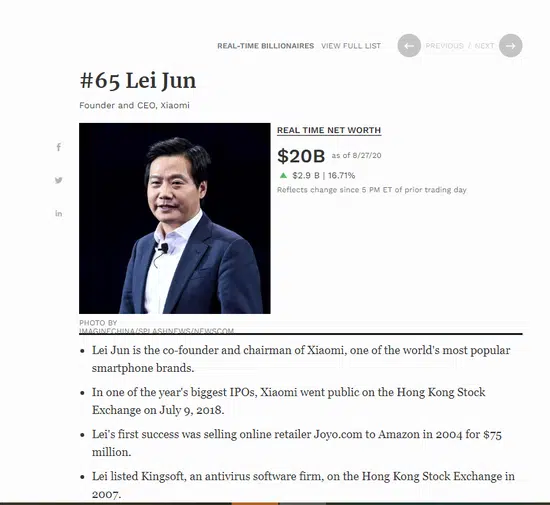 REAL-TIME BILLIONAIRES VIEW FULL LIST PREVIOUS / NEXT
#65 Lei Jun
Founder and CEO, Xiaomi
REAL TIME NET WORTH
$20B as of 8/27/20
$2.9 B | 16.71%
Reflects change since 5 PM ET of prior trading day
f
in
PHOTO BY
IMAGINECHINA/SPLASHNEWS/NEWSCOM
Lei Jun is the co-founder and chairman of Xiaomi, one of the world's most popular
smartphone brands.
In one of the year's biggest IPOs, Xiaomi went public on the Hong Kong Stock
Exchange on July 9, 2018.
Lei's first success was selling online retailer Joyo.com to Amazon in 2004 for $75
million.
Lei listed Kingsoft, an antivirus software firm, on the Hong Kong Stock Exchange in
2007.